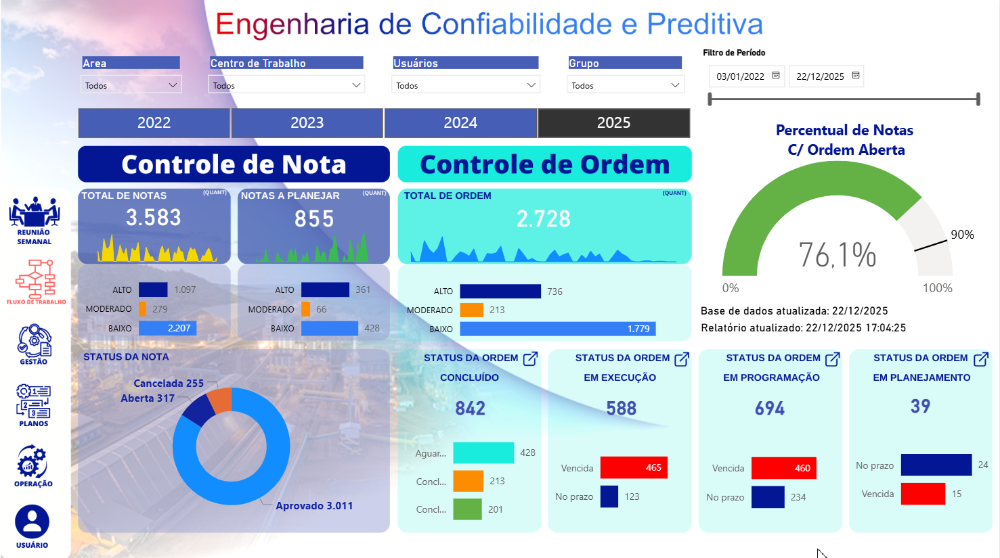 Engenharia de Confiabilidade e Preditiva
Filtro de Período
Area
Centro de Trabalho
Usuários
Grupo
Todos
Todos
Todos
Todos
03/01/2022
22/12/2025
2022
2023
2024
2025
Percentual de Notas
C/ Ordem Aberta
76,1%
90%
0%
100%
Base de dados atualizada: 22/12/2025
Relatório atualizado: 22/12/2025 17:04:25
Controle de Nota
Controle de Ordem
TOTAL DE NOTAS
(QUANT)
3.583
NOTAS A PLANEJAR
(QUANT)
855
TOTAL DE ORDEM
(QUANT)
2.728
ALTO 1.097
MODERADO 279
BAIXO 2.207
ALTO 361
MODERADO 66
BAIXO 428
ALTO 736
MODERADO 213
BAIXO 1.779
REUNIÃO
SEMANAL
FLUXO DE TRABALHO
GESTÃO
1
2
3
PLANOS
OPERAÇÃO
USUÁRIO
STATUS DA NOTA
Cancelada 255
Aberta 317
Aprovado 3.011
STATUS DA ORDEM
CONCLUÍDO
842
Aguar... 428
Concl... 213
Concl... 201
STATUS DA ORDEM
EM EXECUÇÃO
588
Vencida 465
No prazo 123
STATUS DA ORDEM
EM PROGRAMAÇÃO
694
Vencida 460
No prazo 234
STATUS DA ORDEM
EM PLANEJAMENTO
39
No prazo 24
Vencida 15